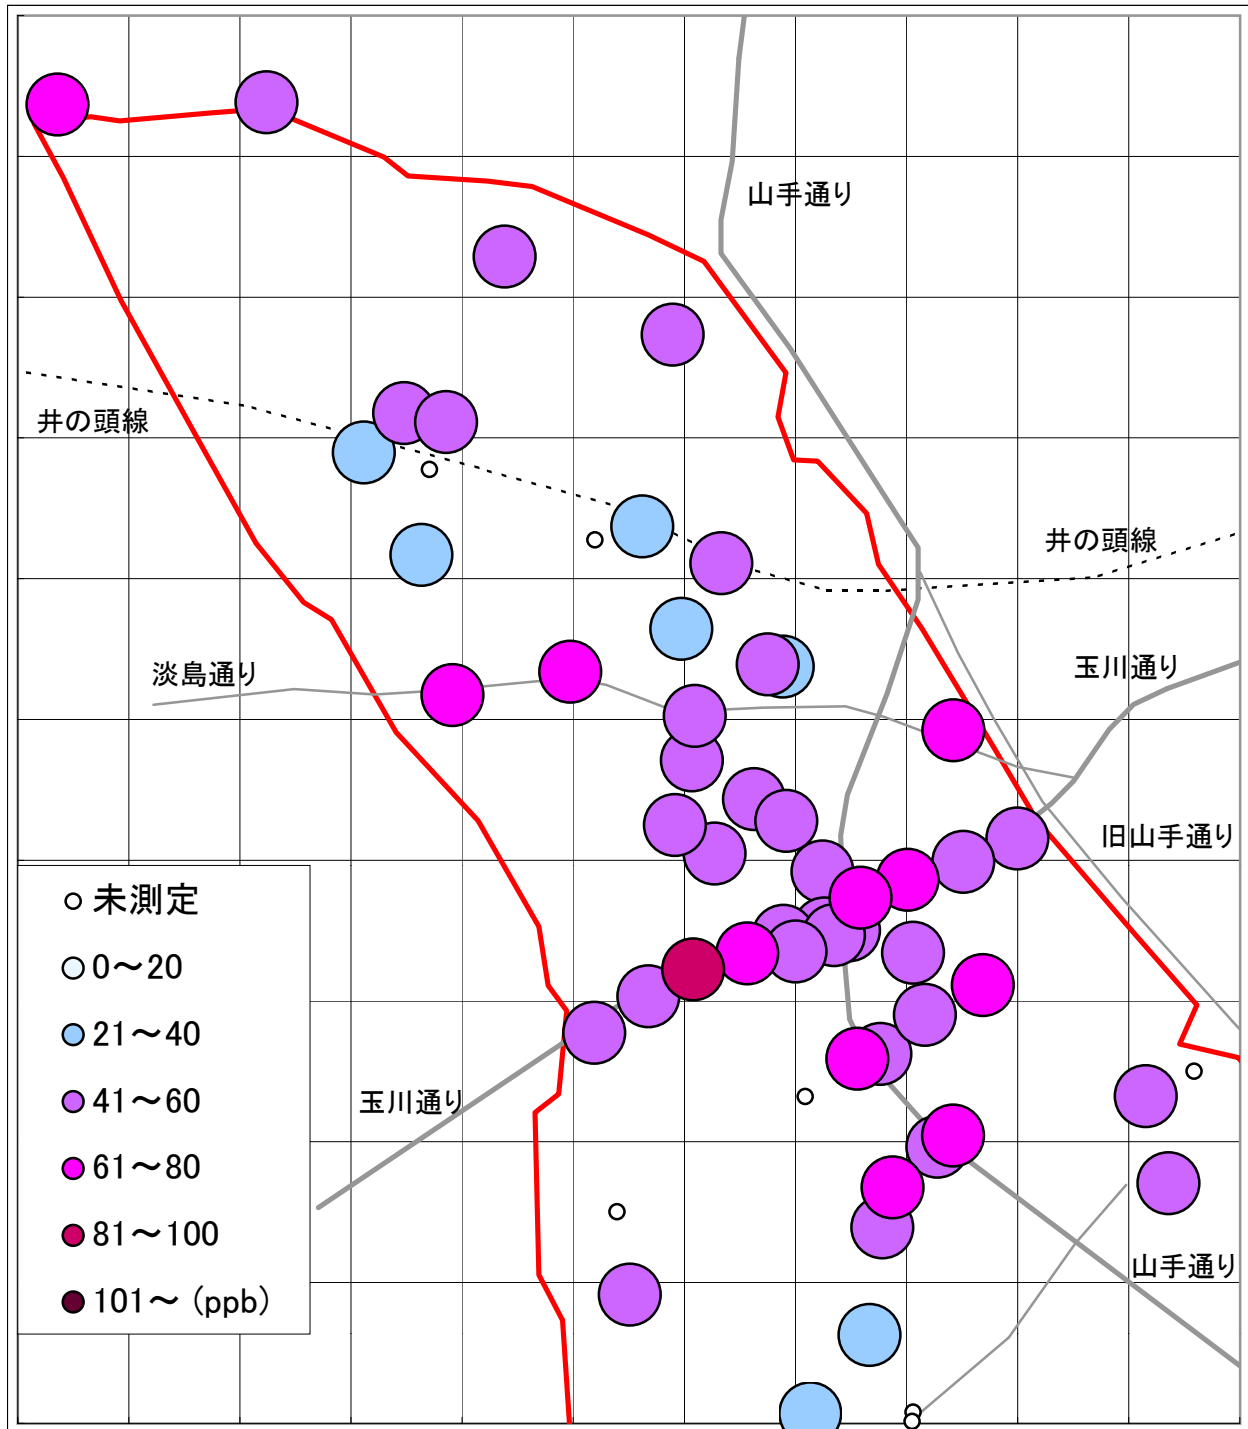 山手通り
井の頭線
井の頭線
淡島通り
玉川通り
旧山手通り
未測定
0～20
21～40
41～60
61～80
81～100
101～（ppb）
玉川通り
山手通り